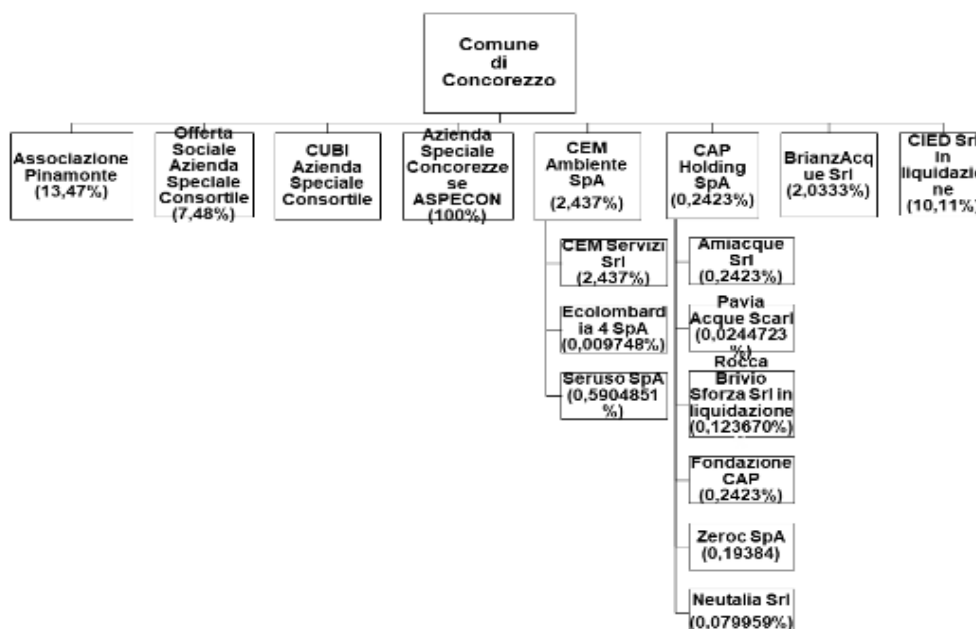 Comune
di
Concorezzo
Associazione
Pinamonte
(13,47%)
Offerta
Sociale
Azienda
Speciale
Consortile
(7,48%)
CUBI
Azienda
Speciale
Consortile
Azienda
Speciale
Concorezze
se
ASPECON
(100%)
CEM
Ambiente
SpA
(2,437%)
CAP
Holding
SpA
(0,2423%)
BrianzAcq
ue Srl
(2,0333%)
CIED Srl
in
liquidazio
ne
(10,11%)
CEM Servizi
Srl
(2,437%)
Ecolombard
ia 4 SpA
(0,009748%)
Seruso SpA
(0,5904851
%)
Amiacque
Srl
(0,2423%)
Pavia
Acque Scarl
(0,0244723
%)
Rocca
Brivio
Sforza Srl in
liquidazione
(0,123670%)
Fondazione
CAP
(0,2423%)
Zeroc SpA
(0,19384)
Neutalia Srl
(0,079959%)